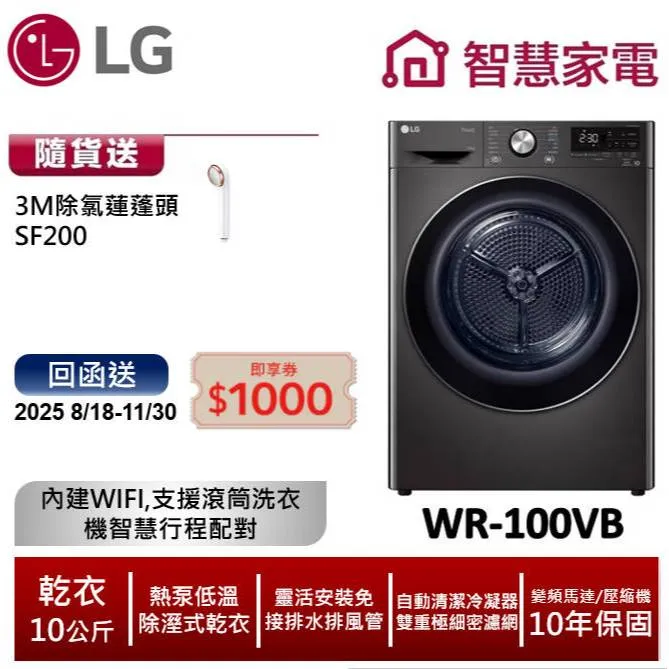 LG
智慧家電
隨貨送
3M除氯蓮蓬頭
SF200
LG
2:30
回函送
2025 8/18-11/30
即享券
$1000
內建WIFI,支援滾筒洗衣
機智慧行程配對
WR-100VB
乾衣
10公斤
熱泵低溫
除溼式乾衣
靈活安裝免
接排水排風管
自動清潔冷凝器
雙重極細密濾網
變頻馬達/壓縮機
10年保固